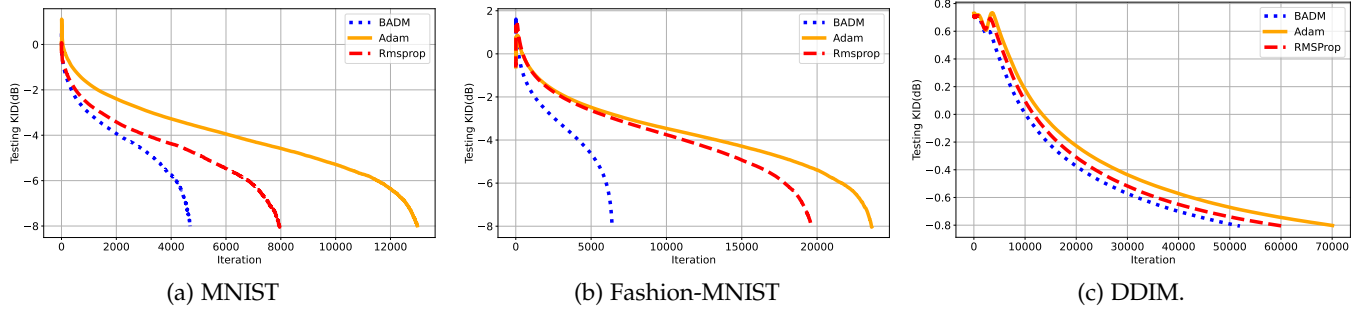 BADM
Adam
Rmsprop
Testing KID(dB)
0
−2
−4
−6
−8
0 2000 4000 6000 8000 10000 12000
Iteration
(a) MNIST
BADM
Adam
Rmsprop
Testing KID(dB)
2
0
−2
−4
−6
−8
0 5000 10000 15000 20000
Iteration
(b) Fashion-MNIST
BADM
Adam
RMSProp
Testing KID(dB)
0.8
0.6
0.4
0.2
0.0
−0.2
−0.4
−0.6
−0.8
0 10000 20000 30000 40000 50000 60000 70000
Iteration
(c) DDIM.